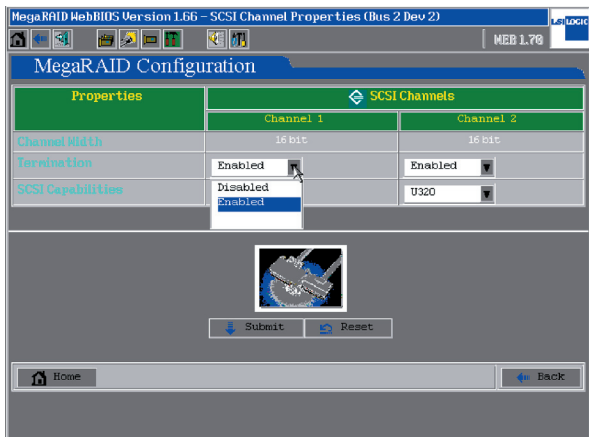 MegaRAID WebBIOS Version 1.66 – SCSI Channel Properties (Bus 2 Dev 2)
LSI LOGIC
WEB 1.78
MegaRAID Configuration
Properties
SCSI Channels
Channel 1 Channel 2
Channel Width 16 bit 16 bit
Termination Enabled Enabled
SCSI Capabilities Disabled U320
Enabled
Submit Reset
Home Back